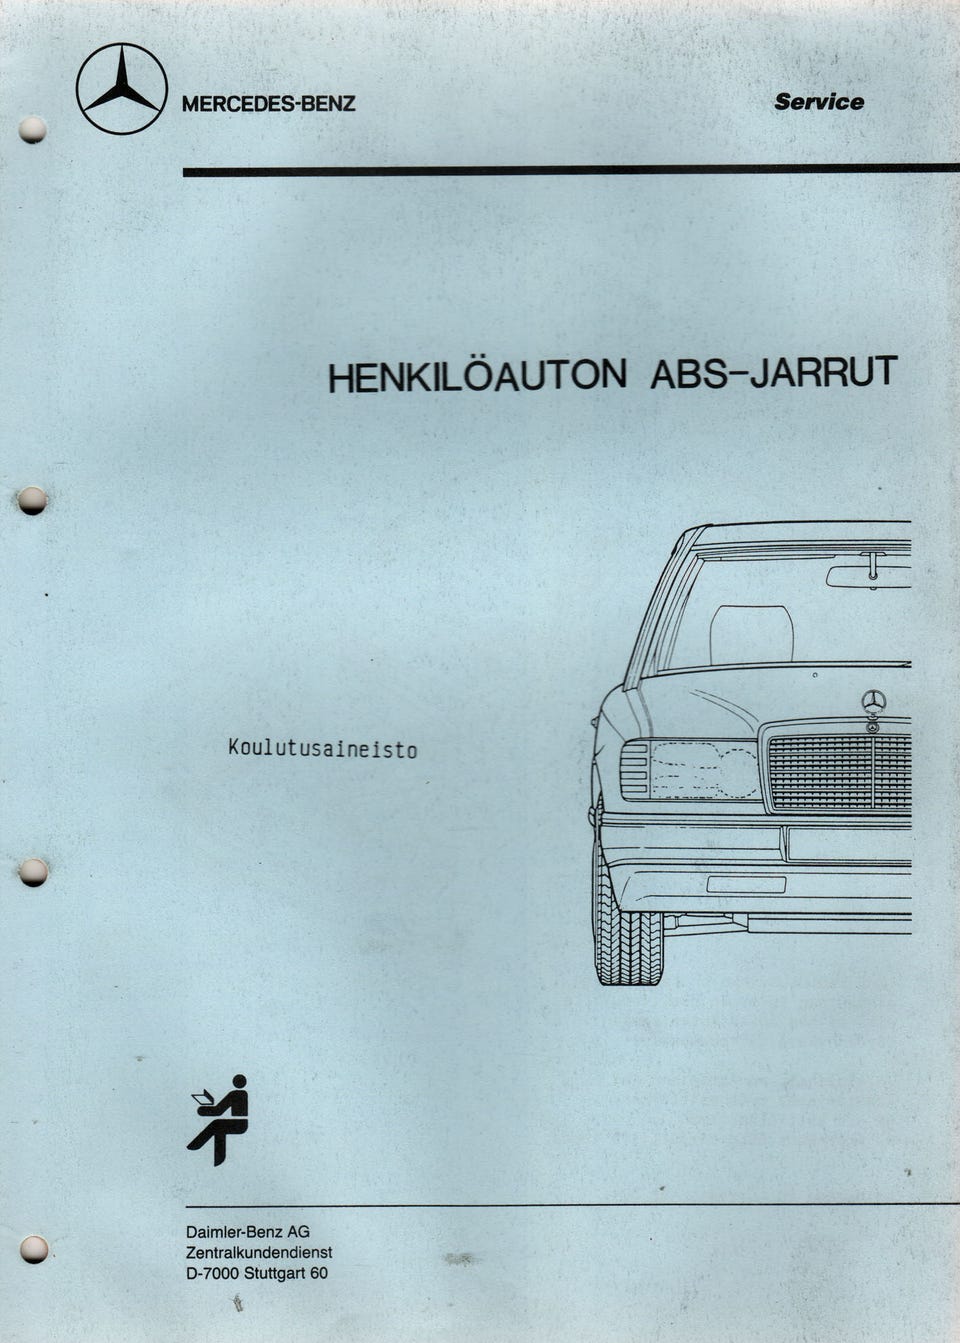 MERCEDES-BENZ
Service
HENKILÖAUTON ABS-JARRUT
Koulutusaineisto
Daimler-Benz AG
Zentralkundendienst
D-7000 Stuttgart 60